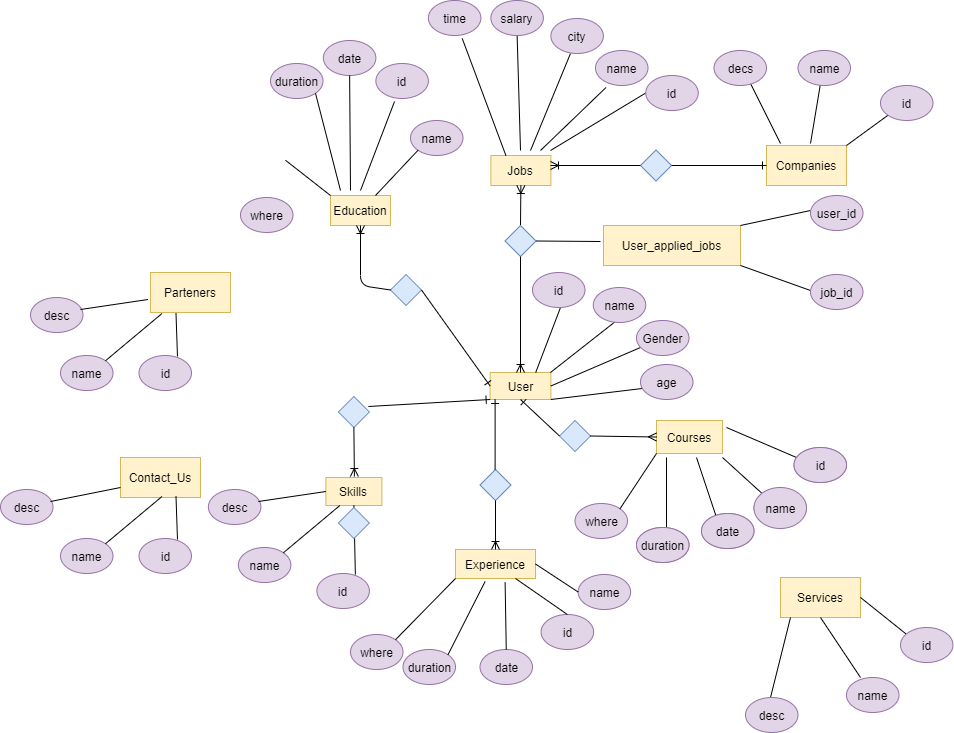 time
salary
city
name
id
decs
name
id
date
duration
id
name
where
Education
Jobs
Companies
user_id
User_applied_jobs
job_id
Parteners
desc
name
id
id
name
Gender
age
User
Courses
id
name
date
where
duration
Contact_Us
desc
name
id
Skills
desc
name
id
Experience
name
id
where
duration
date
Services
id
name
desc